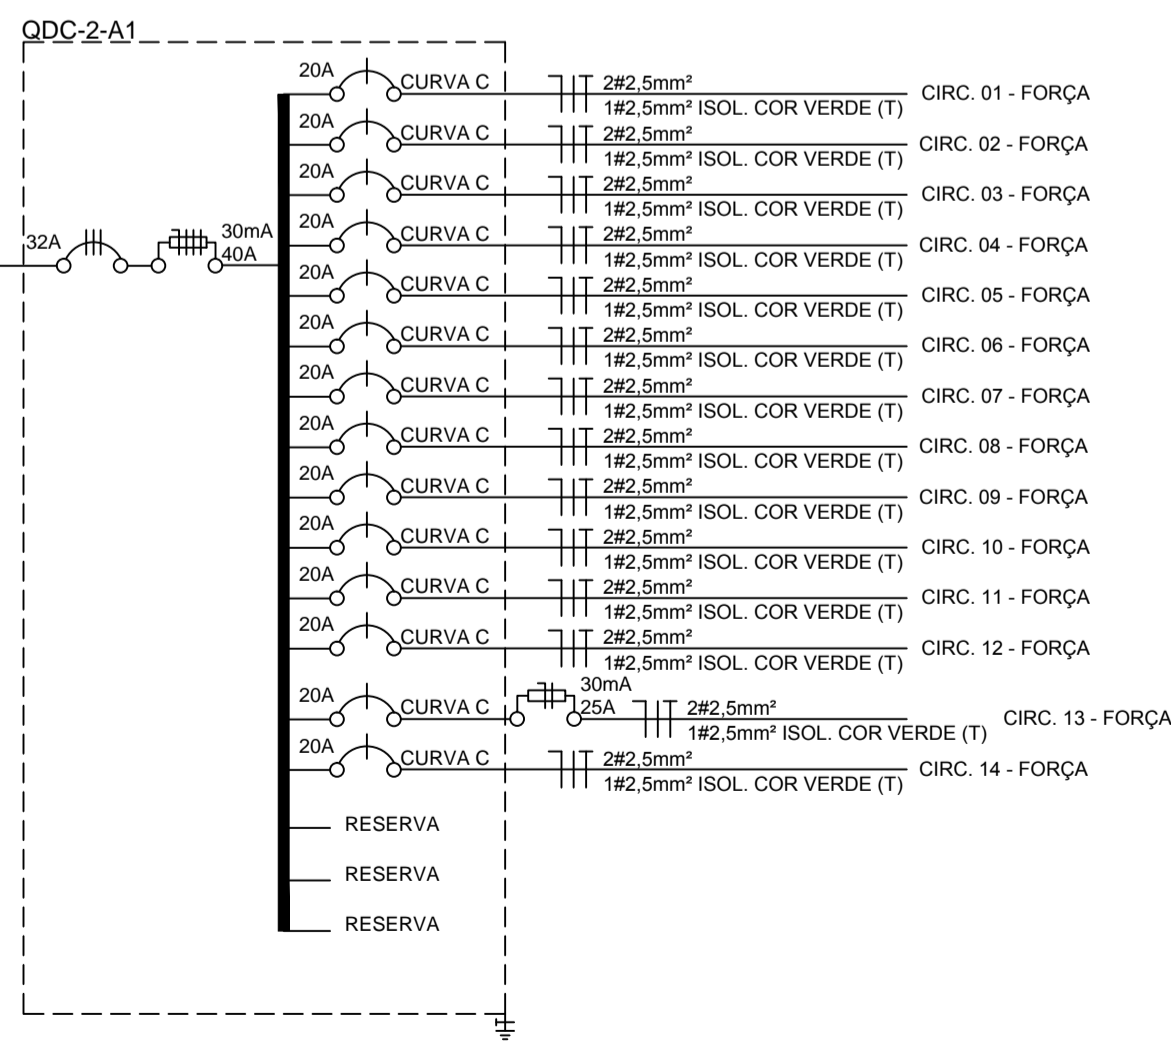 QDC-2-A1
20A CURVA C 2#2,5mm² CIRC. 01 - FORÇA
1#2,5mm² ISOL. COR VERDE (T)
20A CURVA C 2#2,5mm² CIRC. 02 - FORÇA
1#2,5mm² ISOL. COR VERDE (T)
20A CURVA C 2#2,5mm² CIRC. 03 - FORÇA
1#2,5mm² ISOL. COR VERDE (T)
32A 30mA 20A CURVA C 2#2,5mm² CIRC. 04 - FORÇA
40A 1#2,5mm² ISOL. COR VERDE (T)
20A CURVA C 2#2,5mm² CIRC. 05 - FORÇA
1#2,5mm² ISOL. COR VERDE (T)
20A CURVA C 2#2,5mm² CIRC. 06 - FORÇA
1#2,5mm² ISOL. COR VERDE (T)
20A CURVA C 2#2,5mm² CIRC. 07 - FORÇA
1#2,5mm² ISOL. COR VERDE (T)
20A CURVA C 2#2,5mm² CIRC. 08 - FORÇA
1#2,5mm² ISOL. COR VERDE (T)
20A CURVA C 2#2,5mm² CIRC. 09 - FORÇA
1#2,5mm² ISOL. COR VERDE (T)
20A CURVA C 2#2,5mm² CIRC. 10 - FORÇA
1#2,5mm² ISOL. COR VERDE (T)
20A CURVA C 2#2,5mm² CIRC. 11 - FORÇA
1#2,5mm² ISOL. COR VERDE (T)
20A CURVA C 2#2,5mm² CIRC. 12 - FORÇA
1#2,5mm² ISOL. COR VERDE (T)
30mA
20A CURVA C 25A 2#2,5mm² CIRC. 13 - FORÇA
1#2,5mm² ISOL. COR VERDE (T)
20A CURVA C 2#2,5mm² CIRC. 14 - FORÇA
1#2,5mm² ISOL. COR VERDE (T)
RESERVA
RESERVA
RESERVA